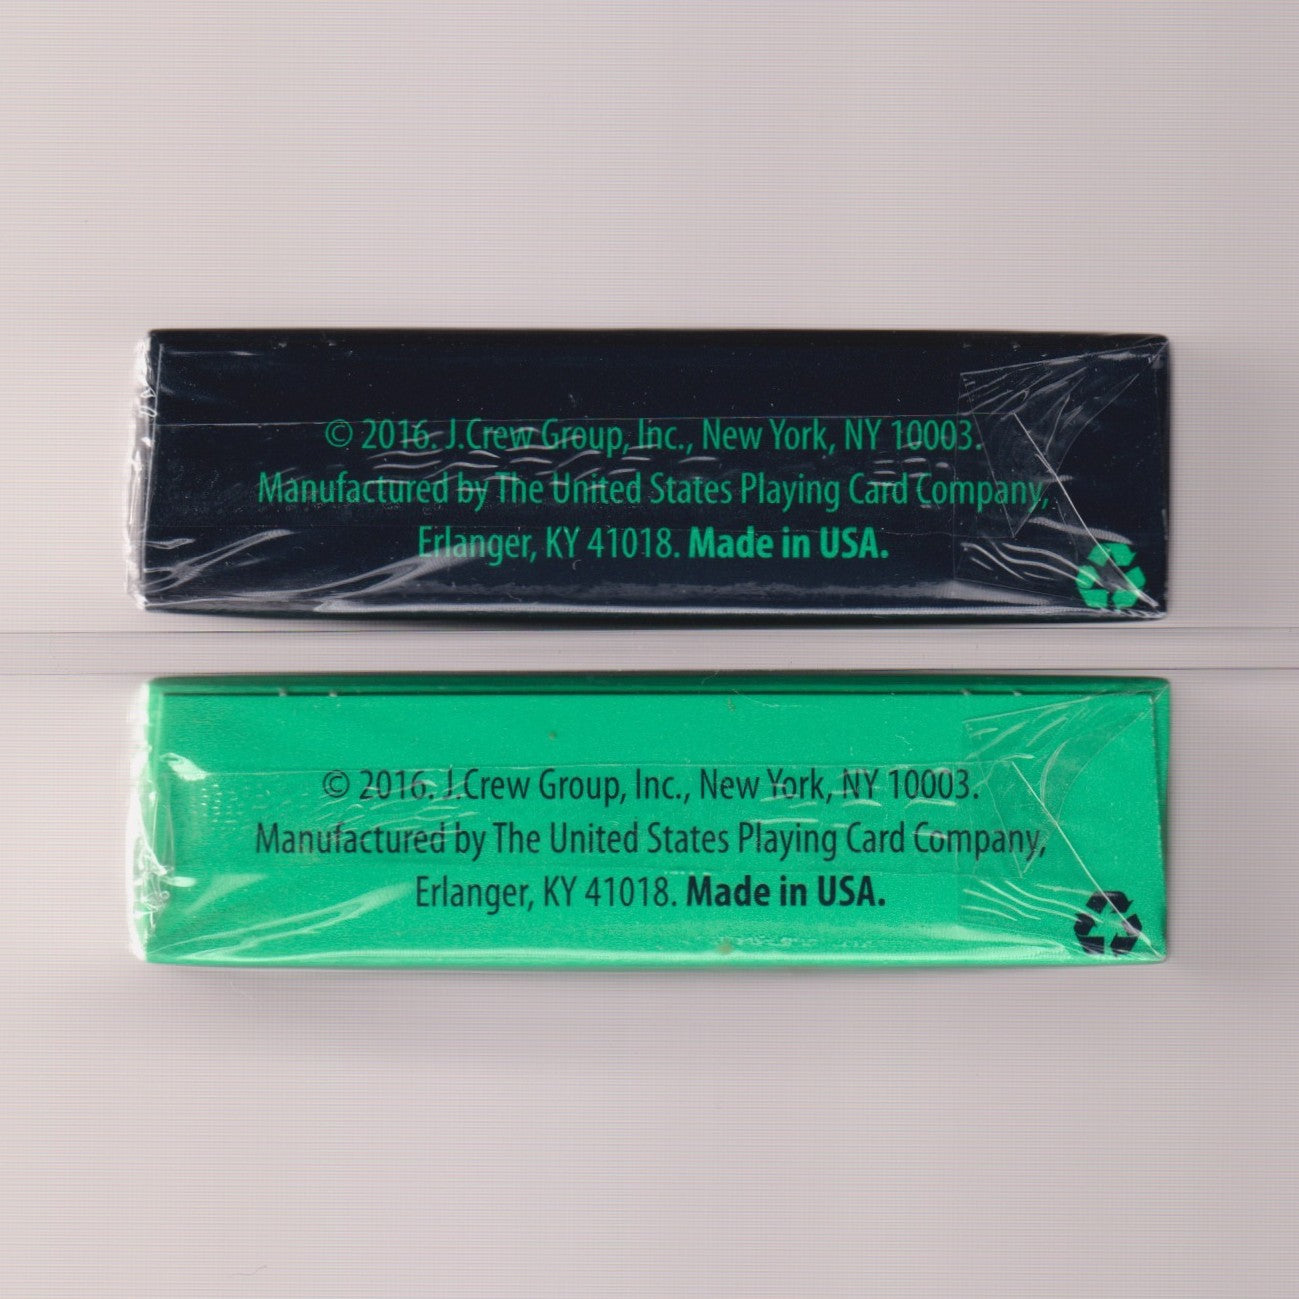 © 2016. J.Crew Group, Inc., New York, NY 10003.
Manufactured by The United States Playing Card Company,
Erlanger, KY 41018. Made in USA.
© 2016. J.Crew Group, Inc., New York, NY 10003.
Manufactured by The United States Playing Card Company,
Erlanger, KY 41018. Made in USA.